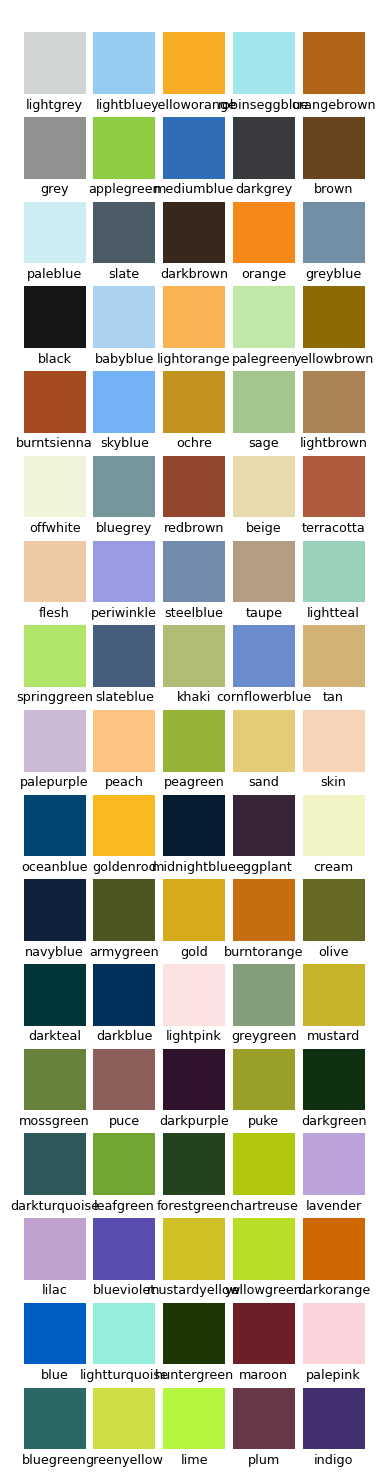 lightgrey lightblue yelloworange robinseggblue orangebrown
grey applegreen mediumblue darkgrey brown
paleblue slate darkbrown orange greyblue
black babyblue lightorange palegreen yellowbrown
burntsienna skyblue ochre sage lightbrown
offwhite bluegrey redbrown beige terracotta
flesh periwinkle steelblue taupe lightteal
springgreen slateblue khaki cornflowerblue tan
palepurple peach peagreen sand skin
oceanblue goldenrod midnightblue eggplant cream
navyblue armygreen gold burntorange olive
darkteal darkblue lightpink greygreen mustard
mossgreen puce darkpurple puke darkgreen
darkturquoise leafgreen forestgreen chartreuse lavender
lilac blueviolet mustardyellow yellowgreen darkorange
blue lightturquoise huntergreen maroon palepink
bluegreen greenyellow lime plum indigo